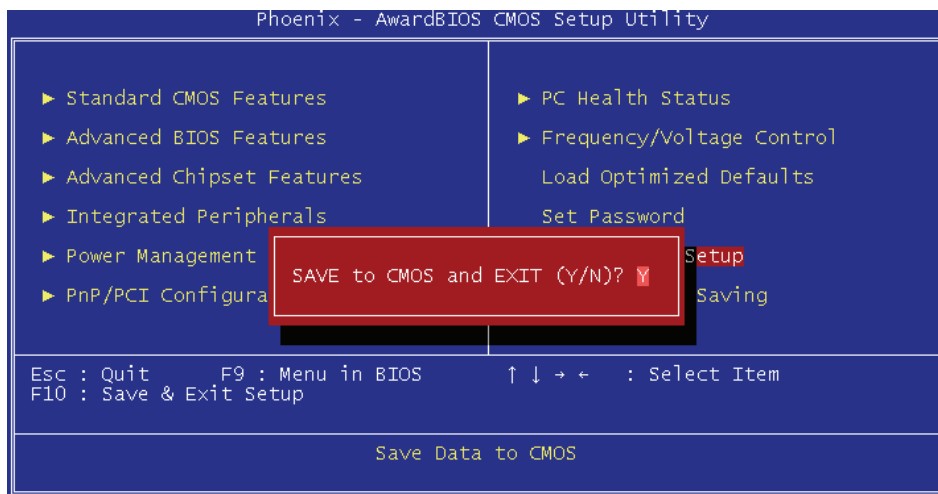 Phoenix - AwardBIOS CMOS Setup Utility
► Standard CMOS Features
► Advanced BIOS Features
► Advanced Chipset Features
► Integrated Peripherals
► Power Management
► PnP/PCI Configura
► PC Health Status
► Frequency/Voltage Control
Load Optimized Defaults
Set Password
Setup
Saving
SAVE to CMOS and EXIT (Y/N)? Y
Esc : Quit F9 : Menu in BIOS ↑ ↓ → ← : Select Item
F10 : Save & Exit Setup
Save Data to CMOS